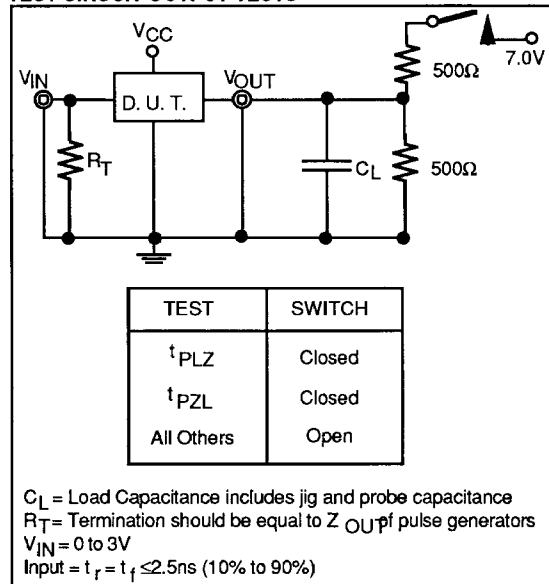 VCC
7.0V
500Ω
VIN
D. U. T.
VOUT
RT
CL
500Ω
TEST SWITCH
tPLZ Closed
tPZL Closed
All Others Open
CL = Load Capacitance includes jig and probe capacitance
RT = Termination should be equal to Z OUT of pulse generators
VIN = 0 to 3V
Input = tr = tf ≤2.5ns (10% to 90%)